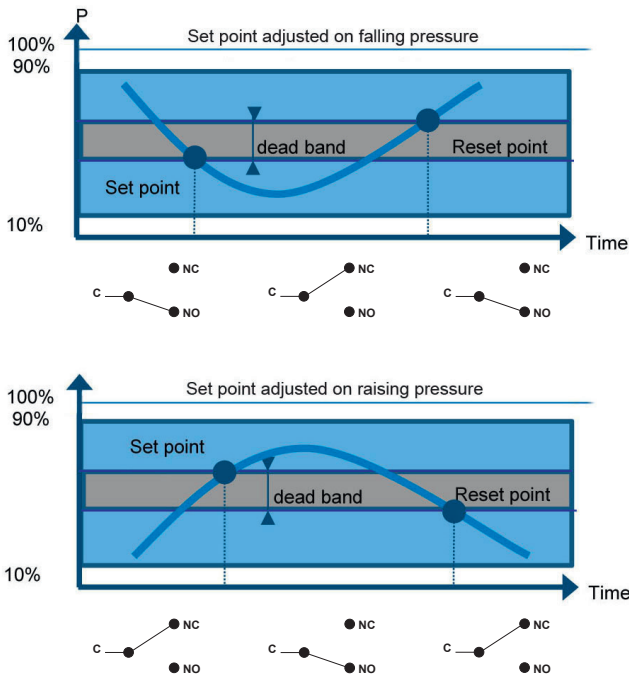 P
Set point adjusted on falling pressure
100%
90%
dead band
Reset point
Set point
10%
Time
NC
NC
NC
C
C
C
NO
NO
NO
Set point adjusted on raising pressure
100%
90%
Set point
dead band
Reset point
10%
Time
NC
NC
NC
C
C
C
NO
NO
NO